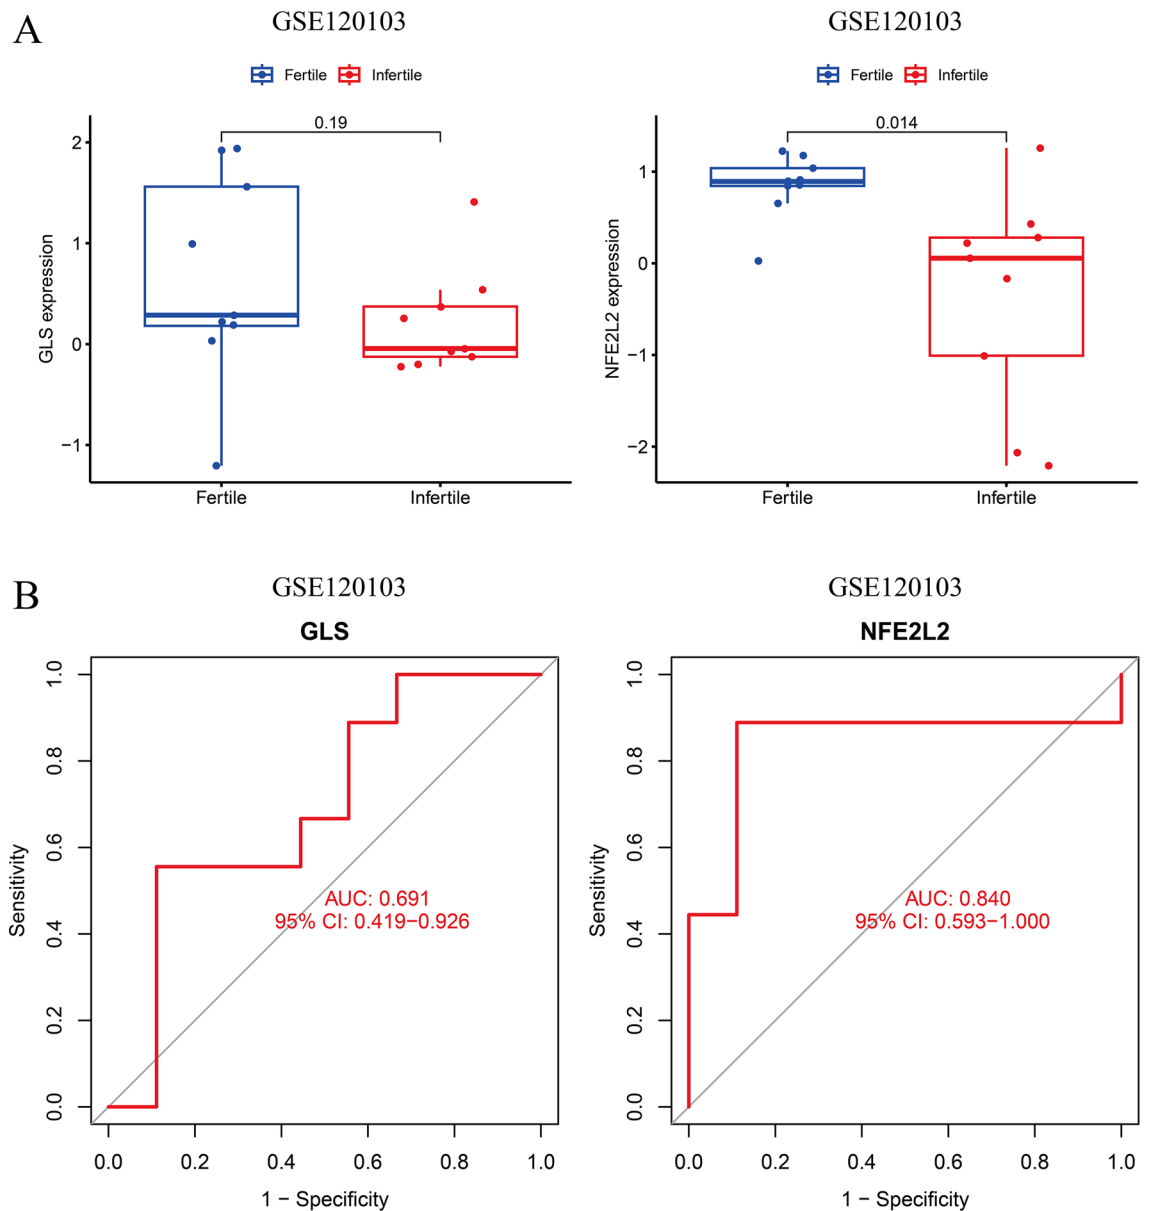 A
GSE120103
Fertile
Infertile
0.19
GLS expression
2
1
0
−1
Fertile
Infertile
GSE120103
Fertile
Infertile
0.014
NFE2L2 expression
1
0
−1
−2
Fertile
Infertile
B
GSE120103
GLS
Sensitivity
1.0
0.8
0.6
0.4
0.2
0.0
AUC: 0.691
95% CI: 0.419−0.926
0.0 0.2 0.4 0.6 0.8 1.0
1 − Specificity
GSE120103
NFE2L2
Sensitivity
1.0
0.8
0.6
0.4
0.2
0.0
AUC: 0.840
95% CI: 0.593−1.000
0.0 0.2 0.4 0.6 0.8 1.0
1 − Specificity